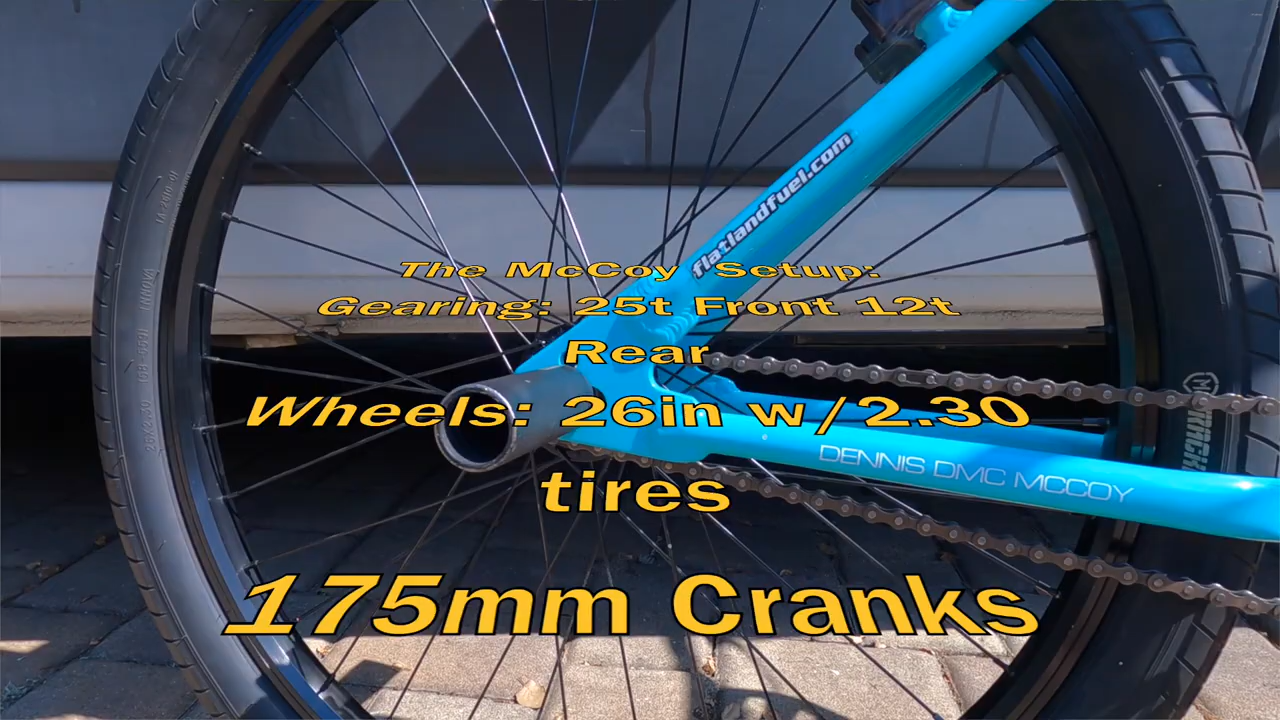 flatlandfuel.com
The McCoy Setup:
Gearing: 25t Front 12t
Rear
Wheels: 26in w/2.30
tires
DENNIS DMC MCCOY
175mm Cranks